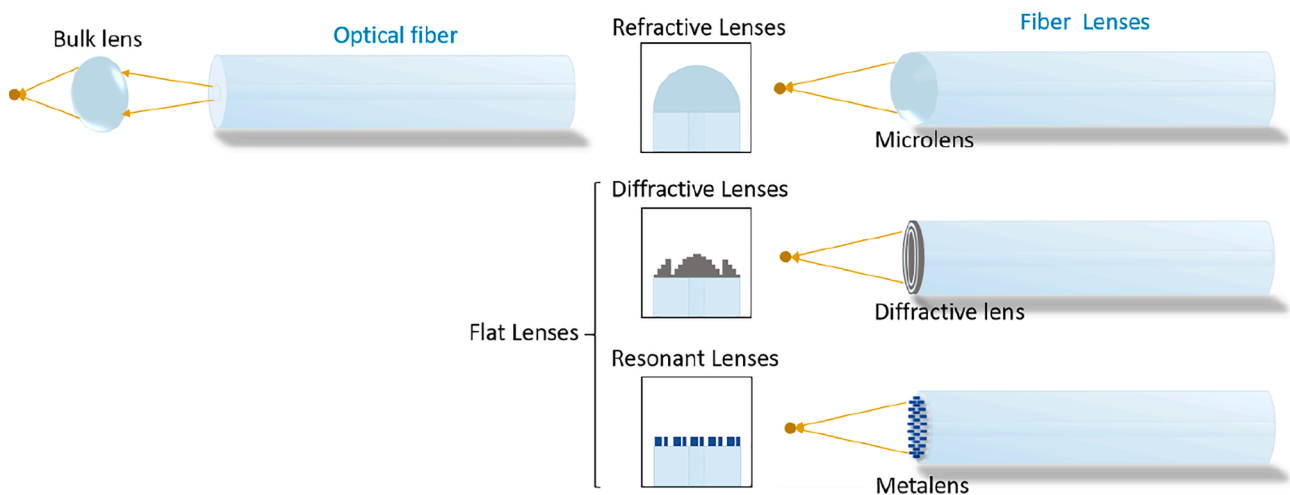 Bulk lens
Optical fiber
Refractive Lenses
Fiber Lenses
Microlens
Diffractive Lenses
Diffractive lens
Flat Lenses
Resonant Lenses
Metalens